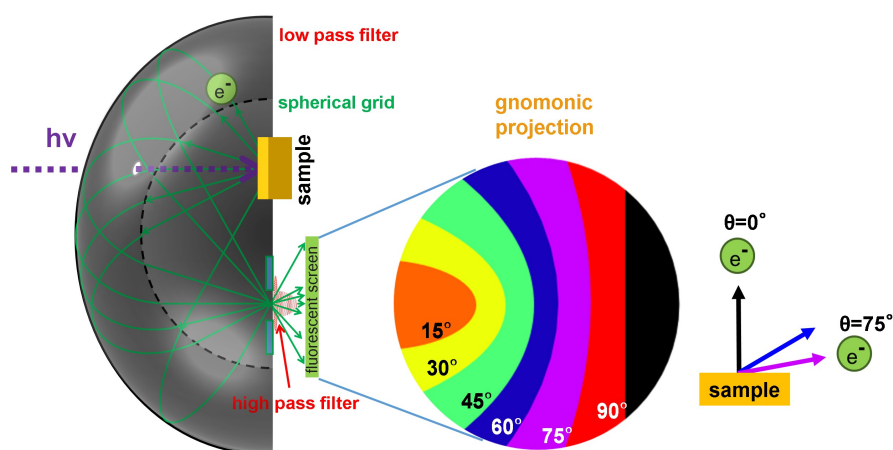 low pass filter
e-
spherical grid
hν
sample
fluorescent screen
high pass filter
gnomonic
projection
15°
30°
45°
60°
75°
90°
θ=0°
e-
θ=75°
e-
sample